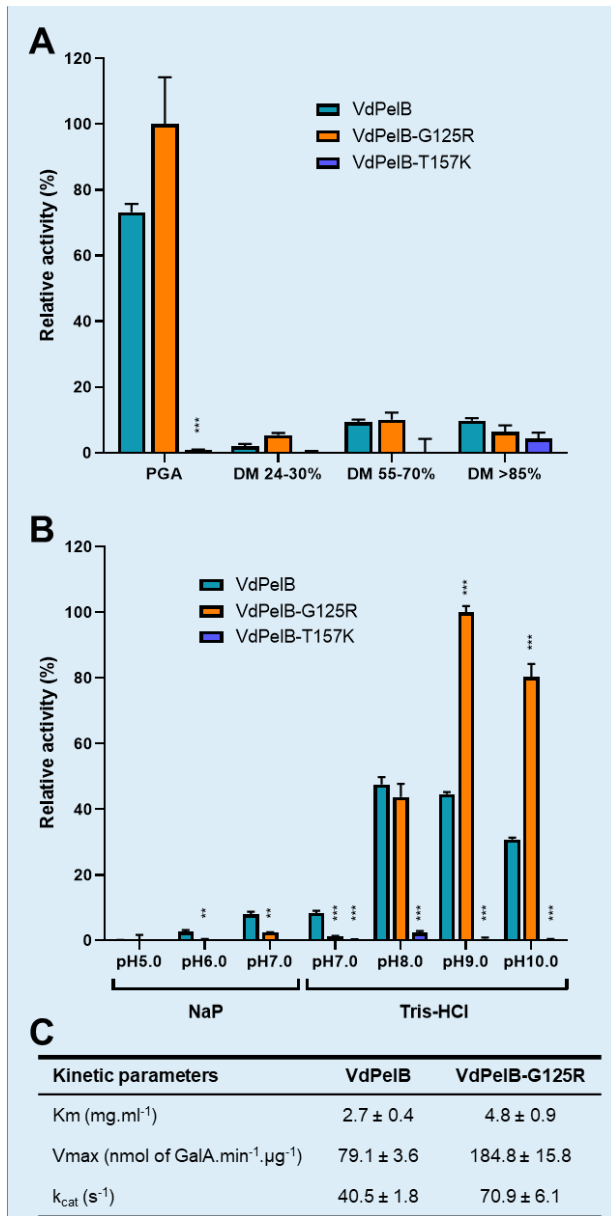 A
120
100
80
60
40
20
0
Relative activity (%)
VdPelB
VdPelB-G125R
VdPelB-T157K
***
PGA DM 24-30% DM 55-70% DM >85%
B
120
100
80
60
40
20
0
Relative activity (%)
VdPelB
VdPelB-G125R
VdPelB-T157K
** ** *** *** *** *** *** *** ***
pH5.0 pH6.0 pH7.0 pH7.0 pH8.0 pH9.0 pH10.0
NaP Tris-HCl
C
Kinetic parameters VdPelB VdPelB-G125R
Km (mg.ml⁻¹) 2.7 ± 0.4 4.8 ± 0.9
Vmax (nmol of GalA.min⁻¹.µg⁻¹) 79.1 ± 3.6 184.8 ± 15.8
kcat (s⁻¹) 40.5 ± 1.8 70.9 ± 6.1